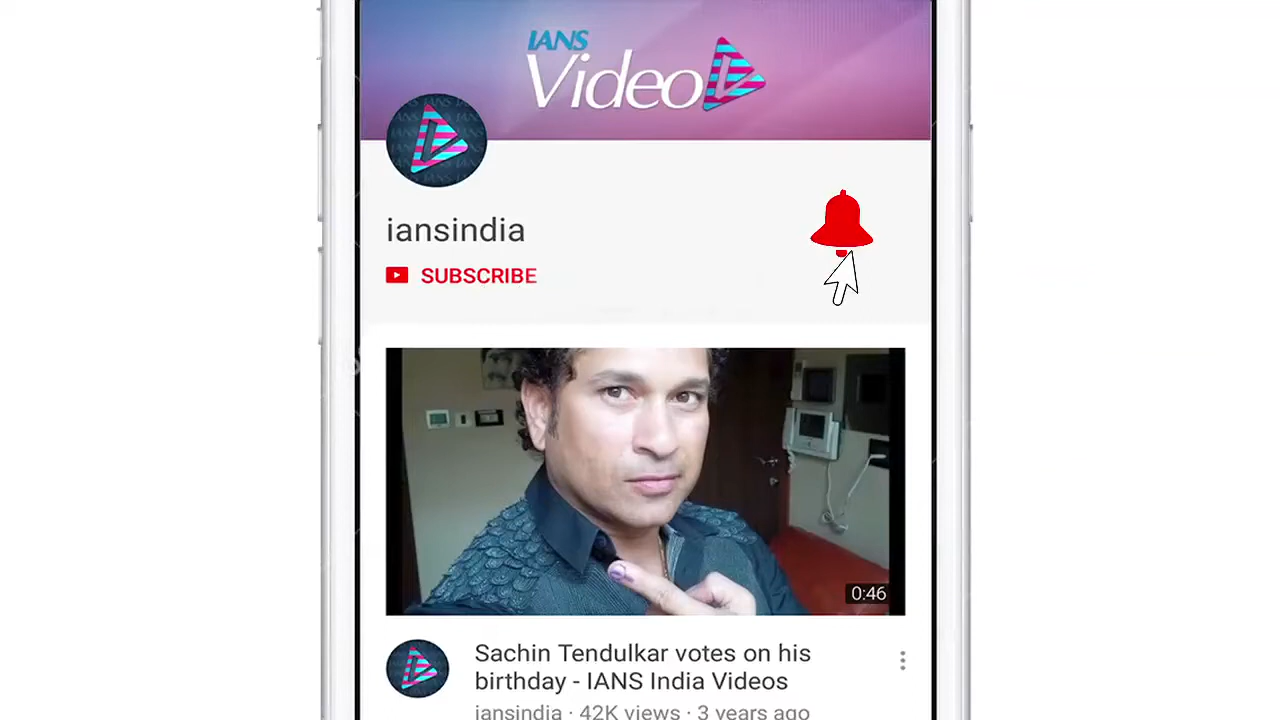 IANS
Video
iansindia
SUBSCRIBE
0:46
Sachin Tendulkar votes on his
birthday - IANS India Videos
iansindia · 42K views · 3 years ago